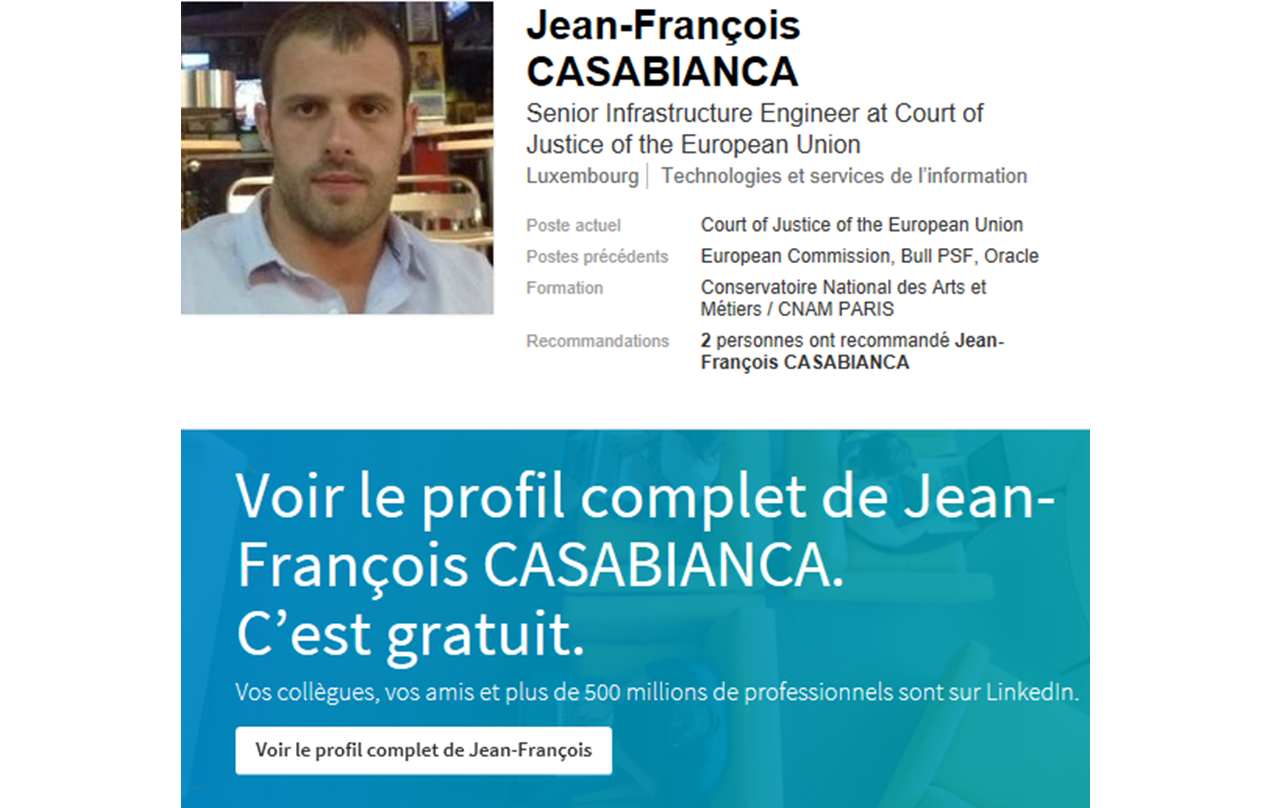 Jean-François
CASABIANCA
Senior Infrastructure Engineer at Court of
Justice of the European Union
Luxembourg | Technologies et services de l'information
Poste actuel Court of Justice of the European Union
Postes précédents European Commission, Bull PSF, Oracle
Formation Conservatoire National des Arts et
Métiers / CNAM PARIS
Recommandations 2 personnes ont recommandé Jean-
François CASABIANCA
Voir le profil complet de Jean-
François CASABIANCA.
C’est gratuit.
Vos collègues, vos amis et plus de 500 millions de professionnels sont sur LinkedIn.
Voir le profil complet de Jean-François